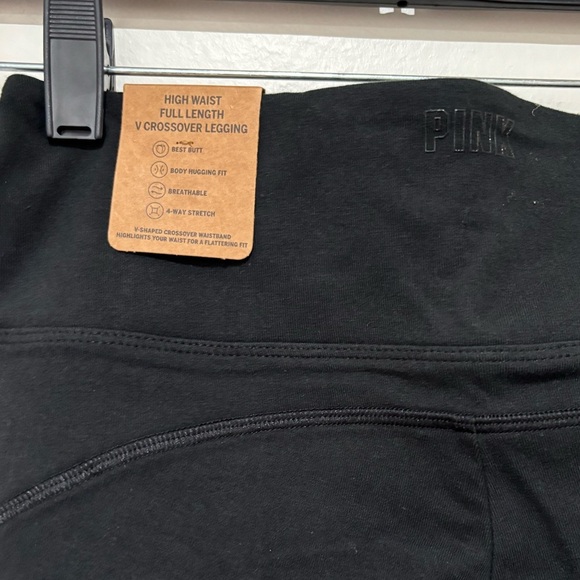 HIGH WAIST
FULL LENGTH
V CROSSOVER LEGGING
BEST BUTT
BODY HUGGING FIT
BREATHABLE
4-WAY STRETCH
V-SHAPED CROSSOVER WAISTBAND
HIGHLIGHTS YOUR WAIST FOR A FLATTERING FIT
PINK